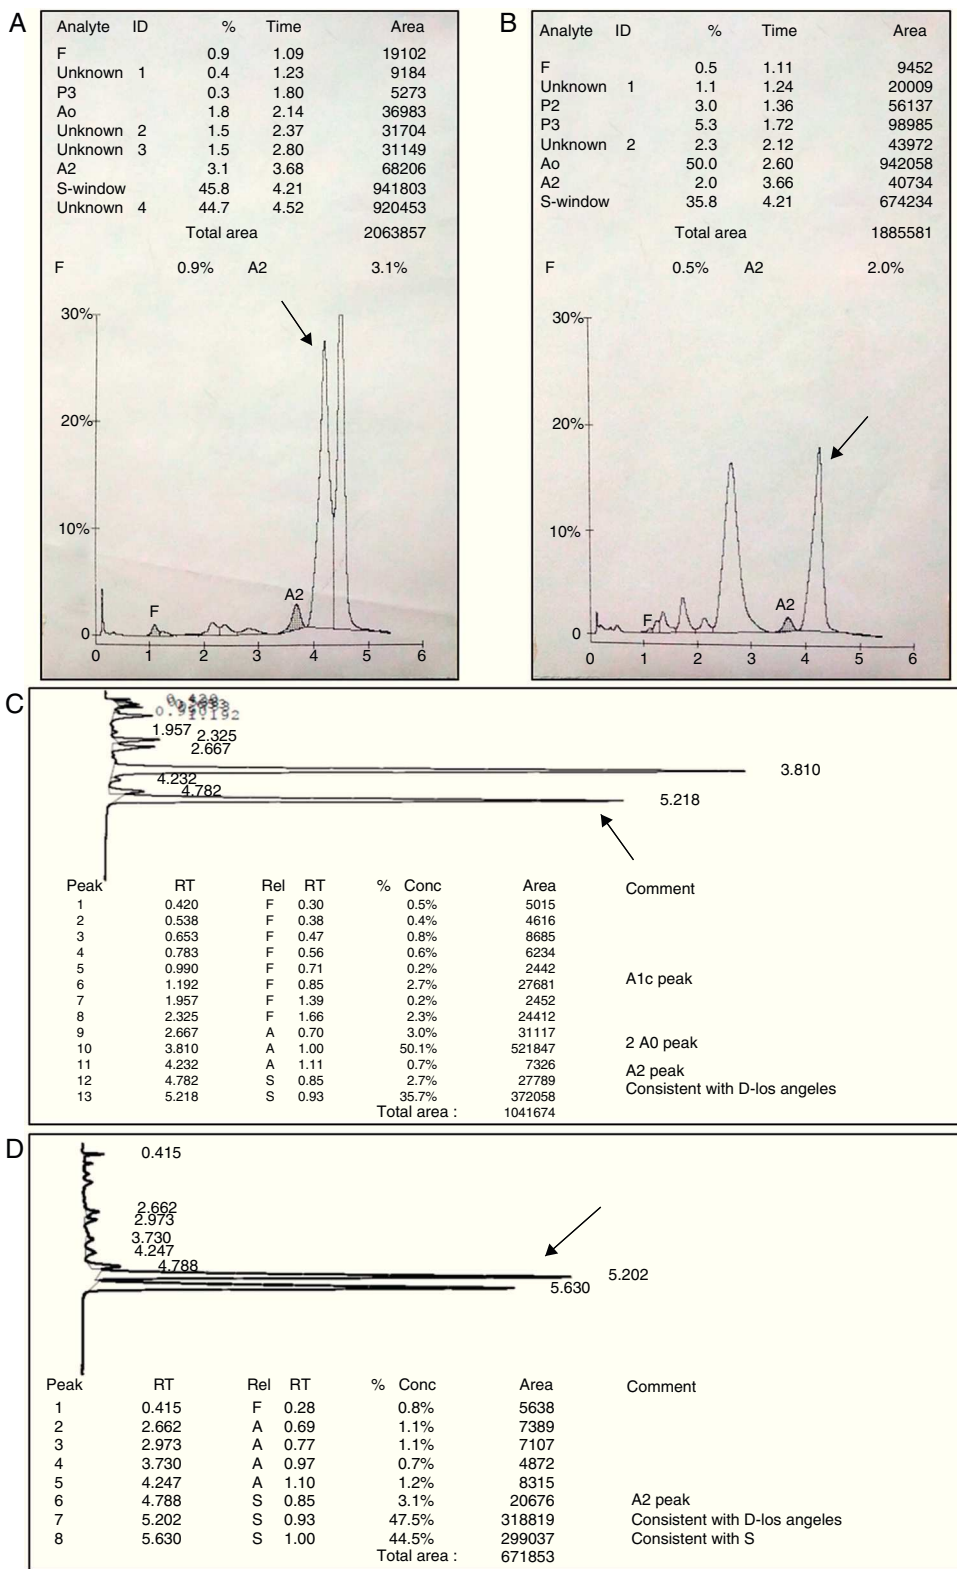 A
Analyte ID % Time Area
F 0.9 1.09 19102
Unknown 1 0.4 1.23 9184
P3 0.3 1.80 5273
Ao 1.8 2.14 36983
Unknown 2 1.5 2.37 31704
Unknown 3 1.5 2.80 31149
A2 3.1 3.68 68206
S-window 45.8 4.21 941803
Unknown 4 44.7 4.52 920453
Total area 2063857
F 0.9% A2 3.1%
30%
20%
10%
0
F
A2
0 1 2 3 4 5 6
B
Analyte ID % Time Area
F 0.5 1.11 9452
Unknown 1 1.1 1.24 20009
P2 3.0 1.36 56137
P3 5.3 1.72 98985
Unknown 2 2.3 2.12 43972
Ao 50.0 2.60 942058
A2 2.0 3.66 40734
S-window 35.8 4.21 674234
Total area 1885581
F 0.5% A2 2.0%
30%
20%
10%
0
F
A2
0 1 2 3 4 5 6
C
1.957
2.325
2.667
3.810
4.232
4.782
5.218
Peak RT Rel RT % Conc Area Comment
1 0.420 F 0.30 0.5% 5015
2 0.538 F 0.38 0.4% 4616
3 0.653 F 0.47 0.8% 8685
4 0.783 F 0.56 0.6% 6234
5 0.990 F 0.71 0.2% 2442
6 1.192 F 0.85 2.7% 27681 A1c peak
7 1.957 F 1.39 0.2% 2452
8 2.325 F 1.66 2.3% 24412
9 2.667 A 0.70 3.0% 31117
10 3.810 A 1.00 50.1% 521847 2 A0 peak
11 4.232 A 1.11 0.7% 7326
12 4.782 S 0.85 2.7% 27789 A2 peak
13 5.218 S 0.93 35.7% 372058 Consistent with D-los angeles
Total area : 1041674
D
0.415
2.662
2.973
3.730
4.247
4.788
5.202
5.630
Peak RT Rel RT % Conc Area Comment
1 0.415 F 0.28 0.8% 5638
2 2.662 A 0.69 1.1% 7389
3 2.973 A 0.77 1.1% 7107
4 3.730 A 0.97 0.7% 4872
5 4.247 A 1.10 1.2% 8315
6 4.788 S 0.85 3.1% 20676 A2 peak
7 5.202 S 0.93 47.5% 318819 Consistent with D-los angeles
8 5.630 S 1.00 44.5% 299037 Consistent with S
Total area : 671853